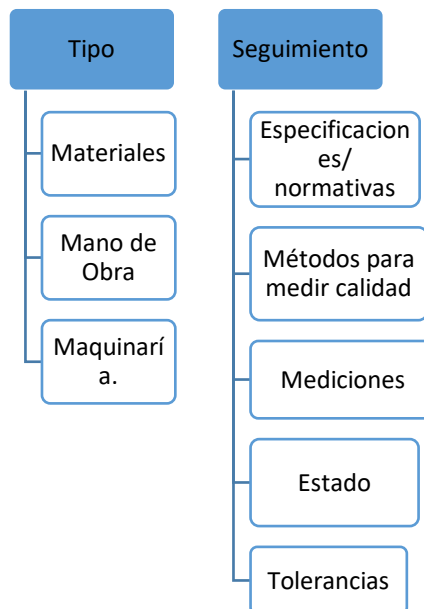 Tipo
Materiales
Mano de
Obra
Maquinarí
a.
Seguimiento
Especificacion
es/
normativas
Métodos para
medir calidad
Mediciones
Estado
Tolerancias